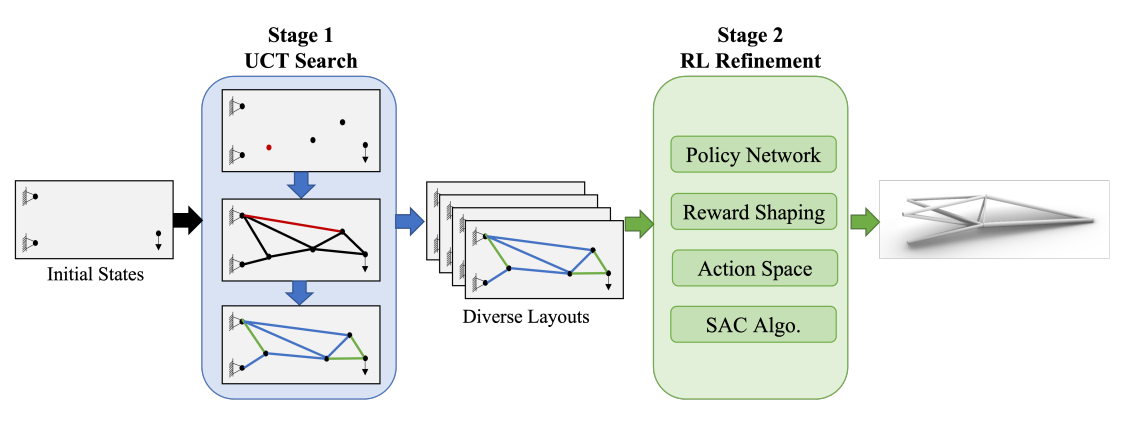 Stage 1
UCT Search
Stage 2
RL Refinement
Initial States
Diverse Layouts
Policy Network
Reward Shaping
Action Space
SAC Algo.